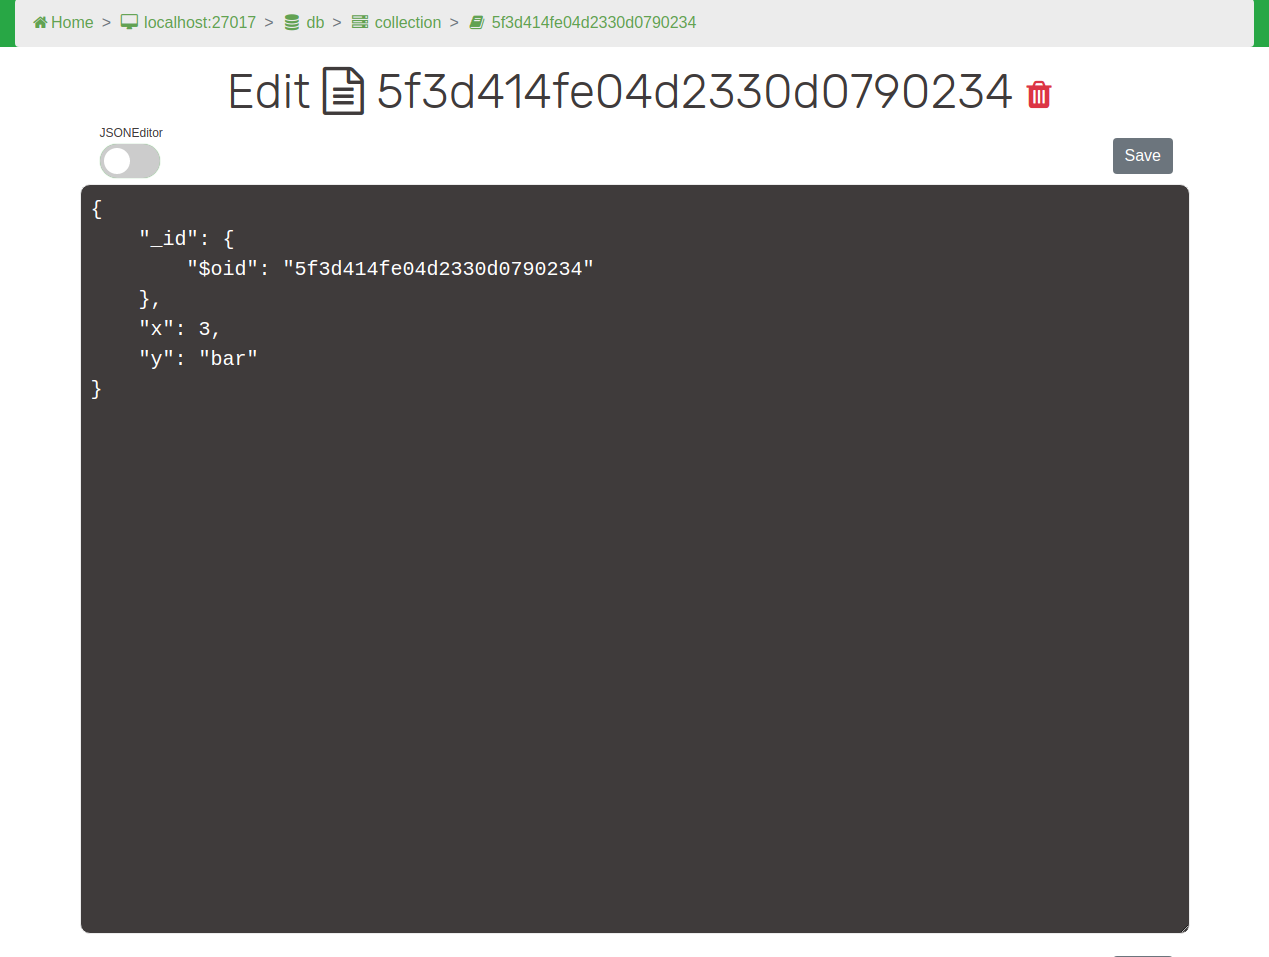 Home > localhost:27017 > db > collection > 5f3d414fe04d2330d0790234
Edit 5f3d414fe04d2330d0790234
JSONEditor
Save
{
    "_id": {
        "$oid": "5f3d414fe04d2330d0790234"
    },
    "x": 3,
    "y": "bar"
}